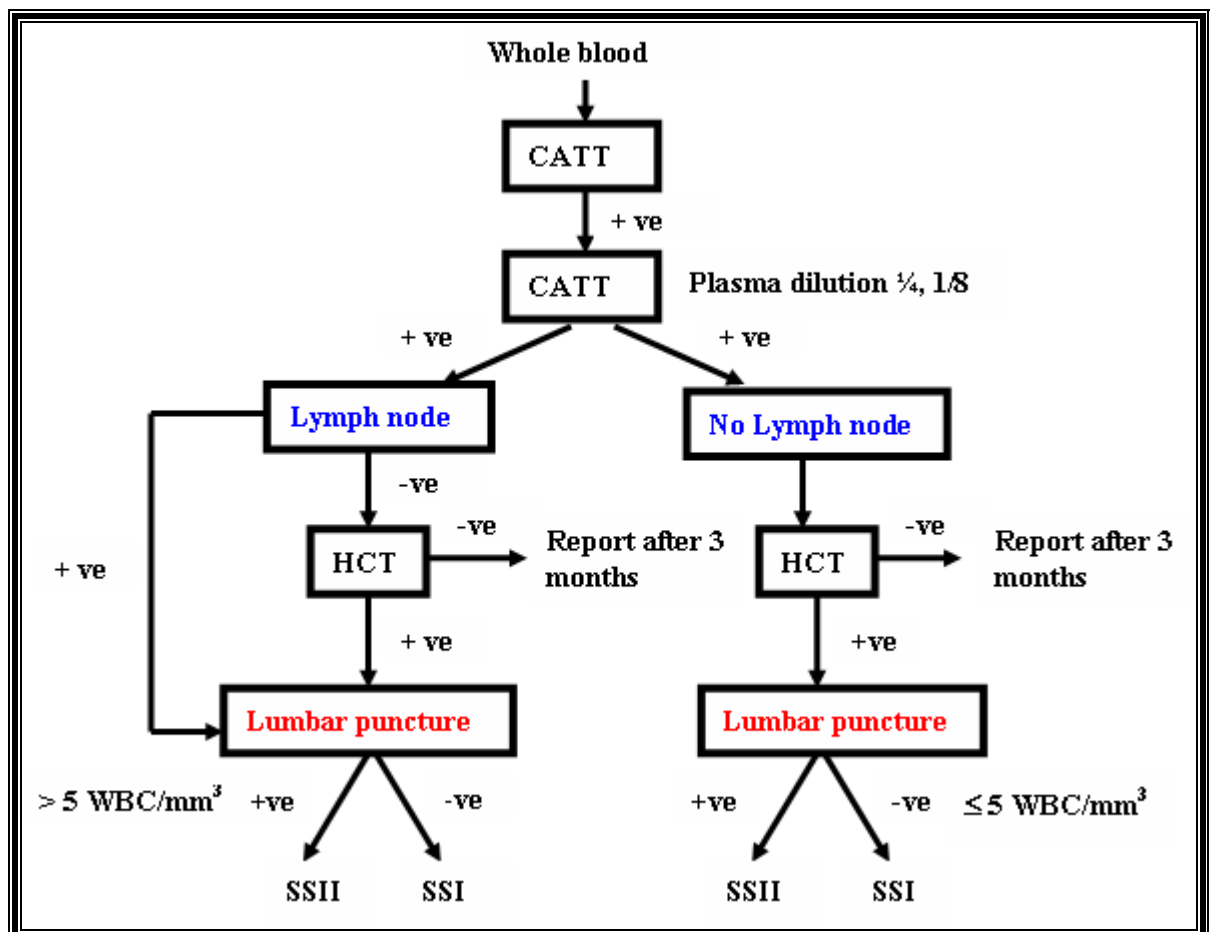 Whole blood
CATT
+ ve
CATT
Plasma dilution ¼, 1/8
+ ve
+ ve
Lymph node
No Lymph node
-ve
+ ve
HCT
-ve
Report after 3
months
HCT
-ve
Report after 3
months
+ ve
+ve
Lumbar puncture
Lumbar puncture
> 5 WBC/mm³ +ve
-ve
+ve
-ve ≤ 5 WBC/mm³
SSII
SSI
SSII
SSI